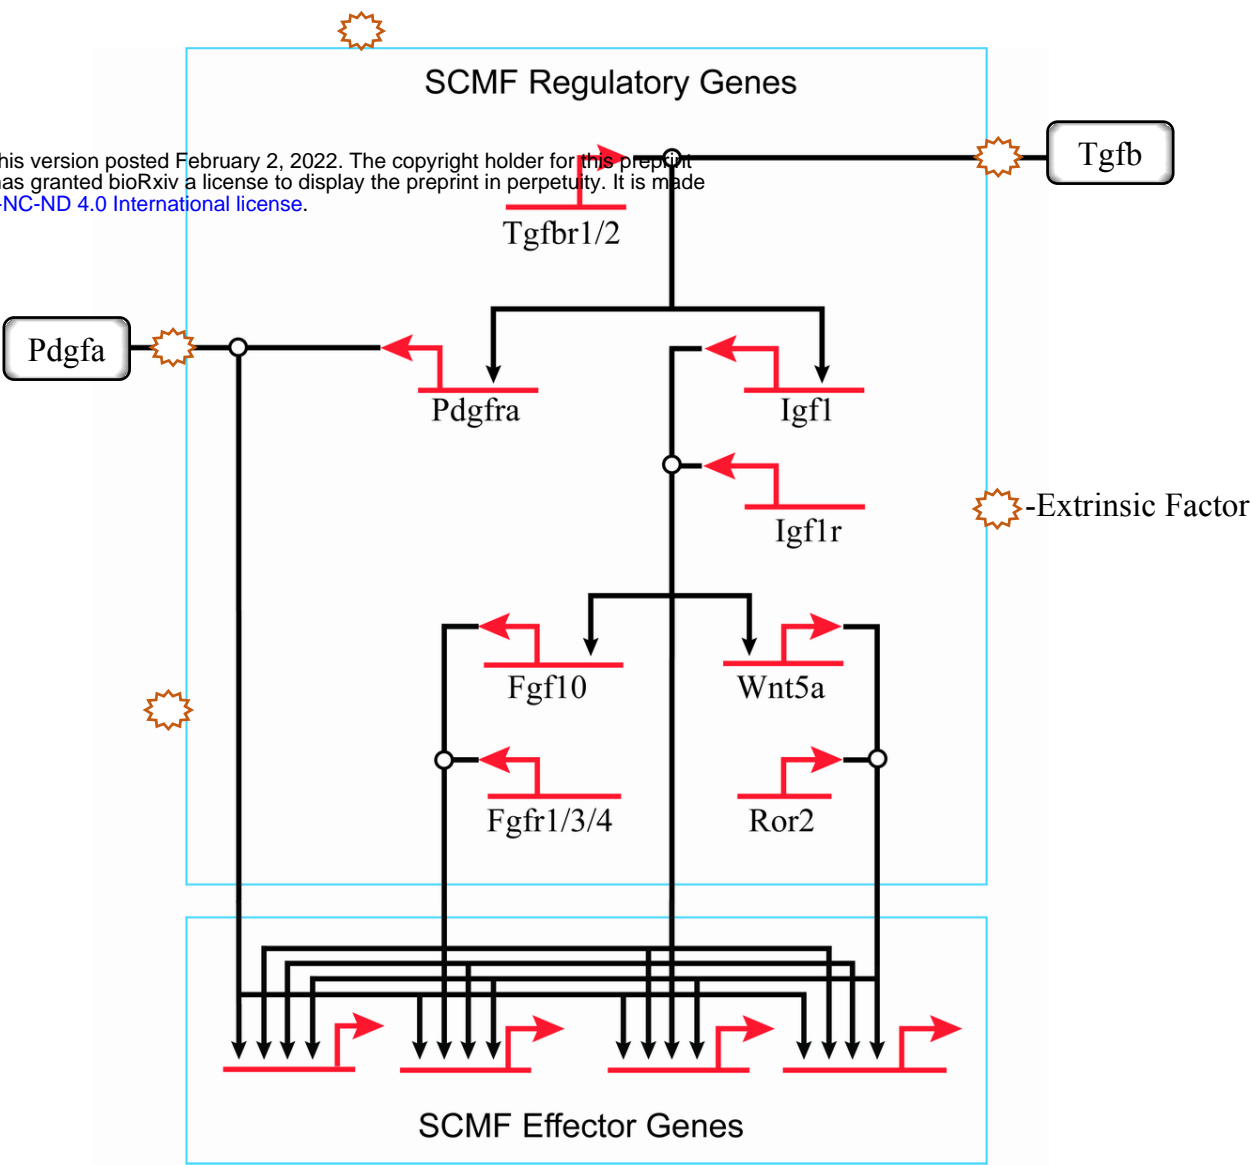 SCMF Regulatory Genes
his version posted February 2, 2022. The copyright holder for this preprint
has granted bioRxiv a license to display the preprint in perpetuity. It is made
-NC-ND 4.0 International license.
Tgfb
Tgfbr1/2
Pdgfa
Pdgfra
Igf1
Igf1r
-Extrinsic Factor
Fgf10
Wnt5a
Fgfr1/3/4
Ror2
SCMF Effector Genes